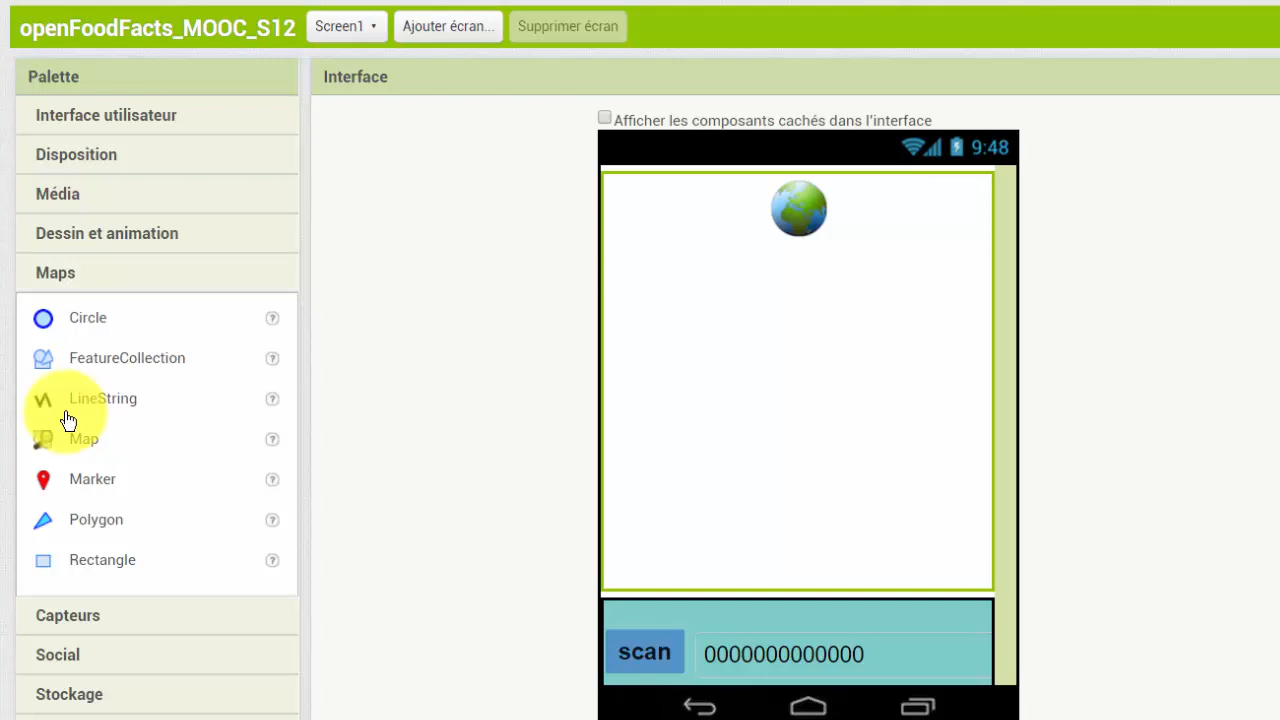 openFoodFacts_MOOC_S12 Screen1 Ajouter écran... Supprimer écran
Palette
Interface utilisateur
Disposition
Média
Dessin et animation
Maps
Circle ?
FeatureCollection ?
LineString ?
Map ?
Marker ?
Polygon ?
Rectangle ?
Capteurs
Social
Stockage
Interface
Afficher les composants cachés dans l'interface
9:48
scan 0000000000000